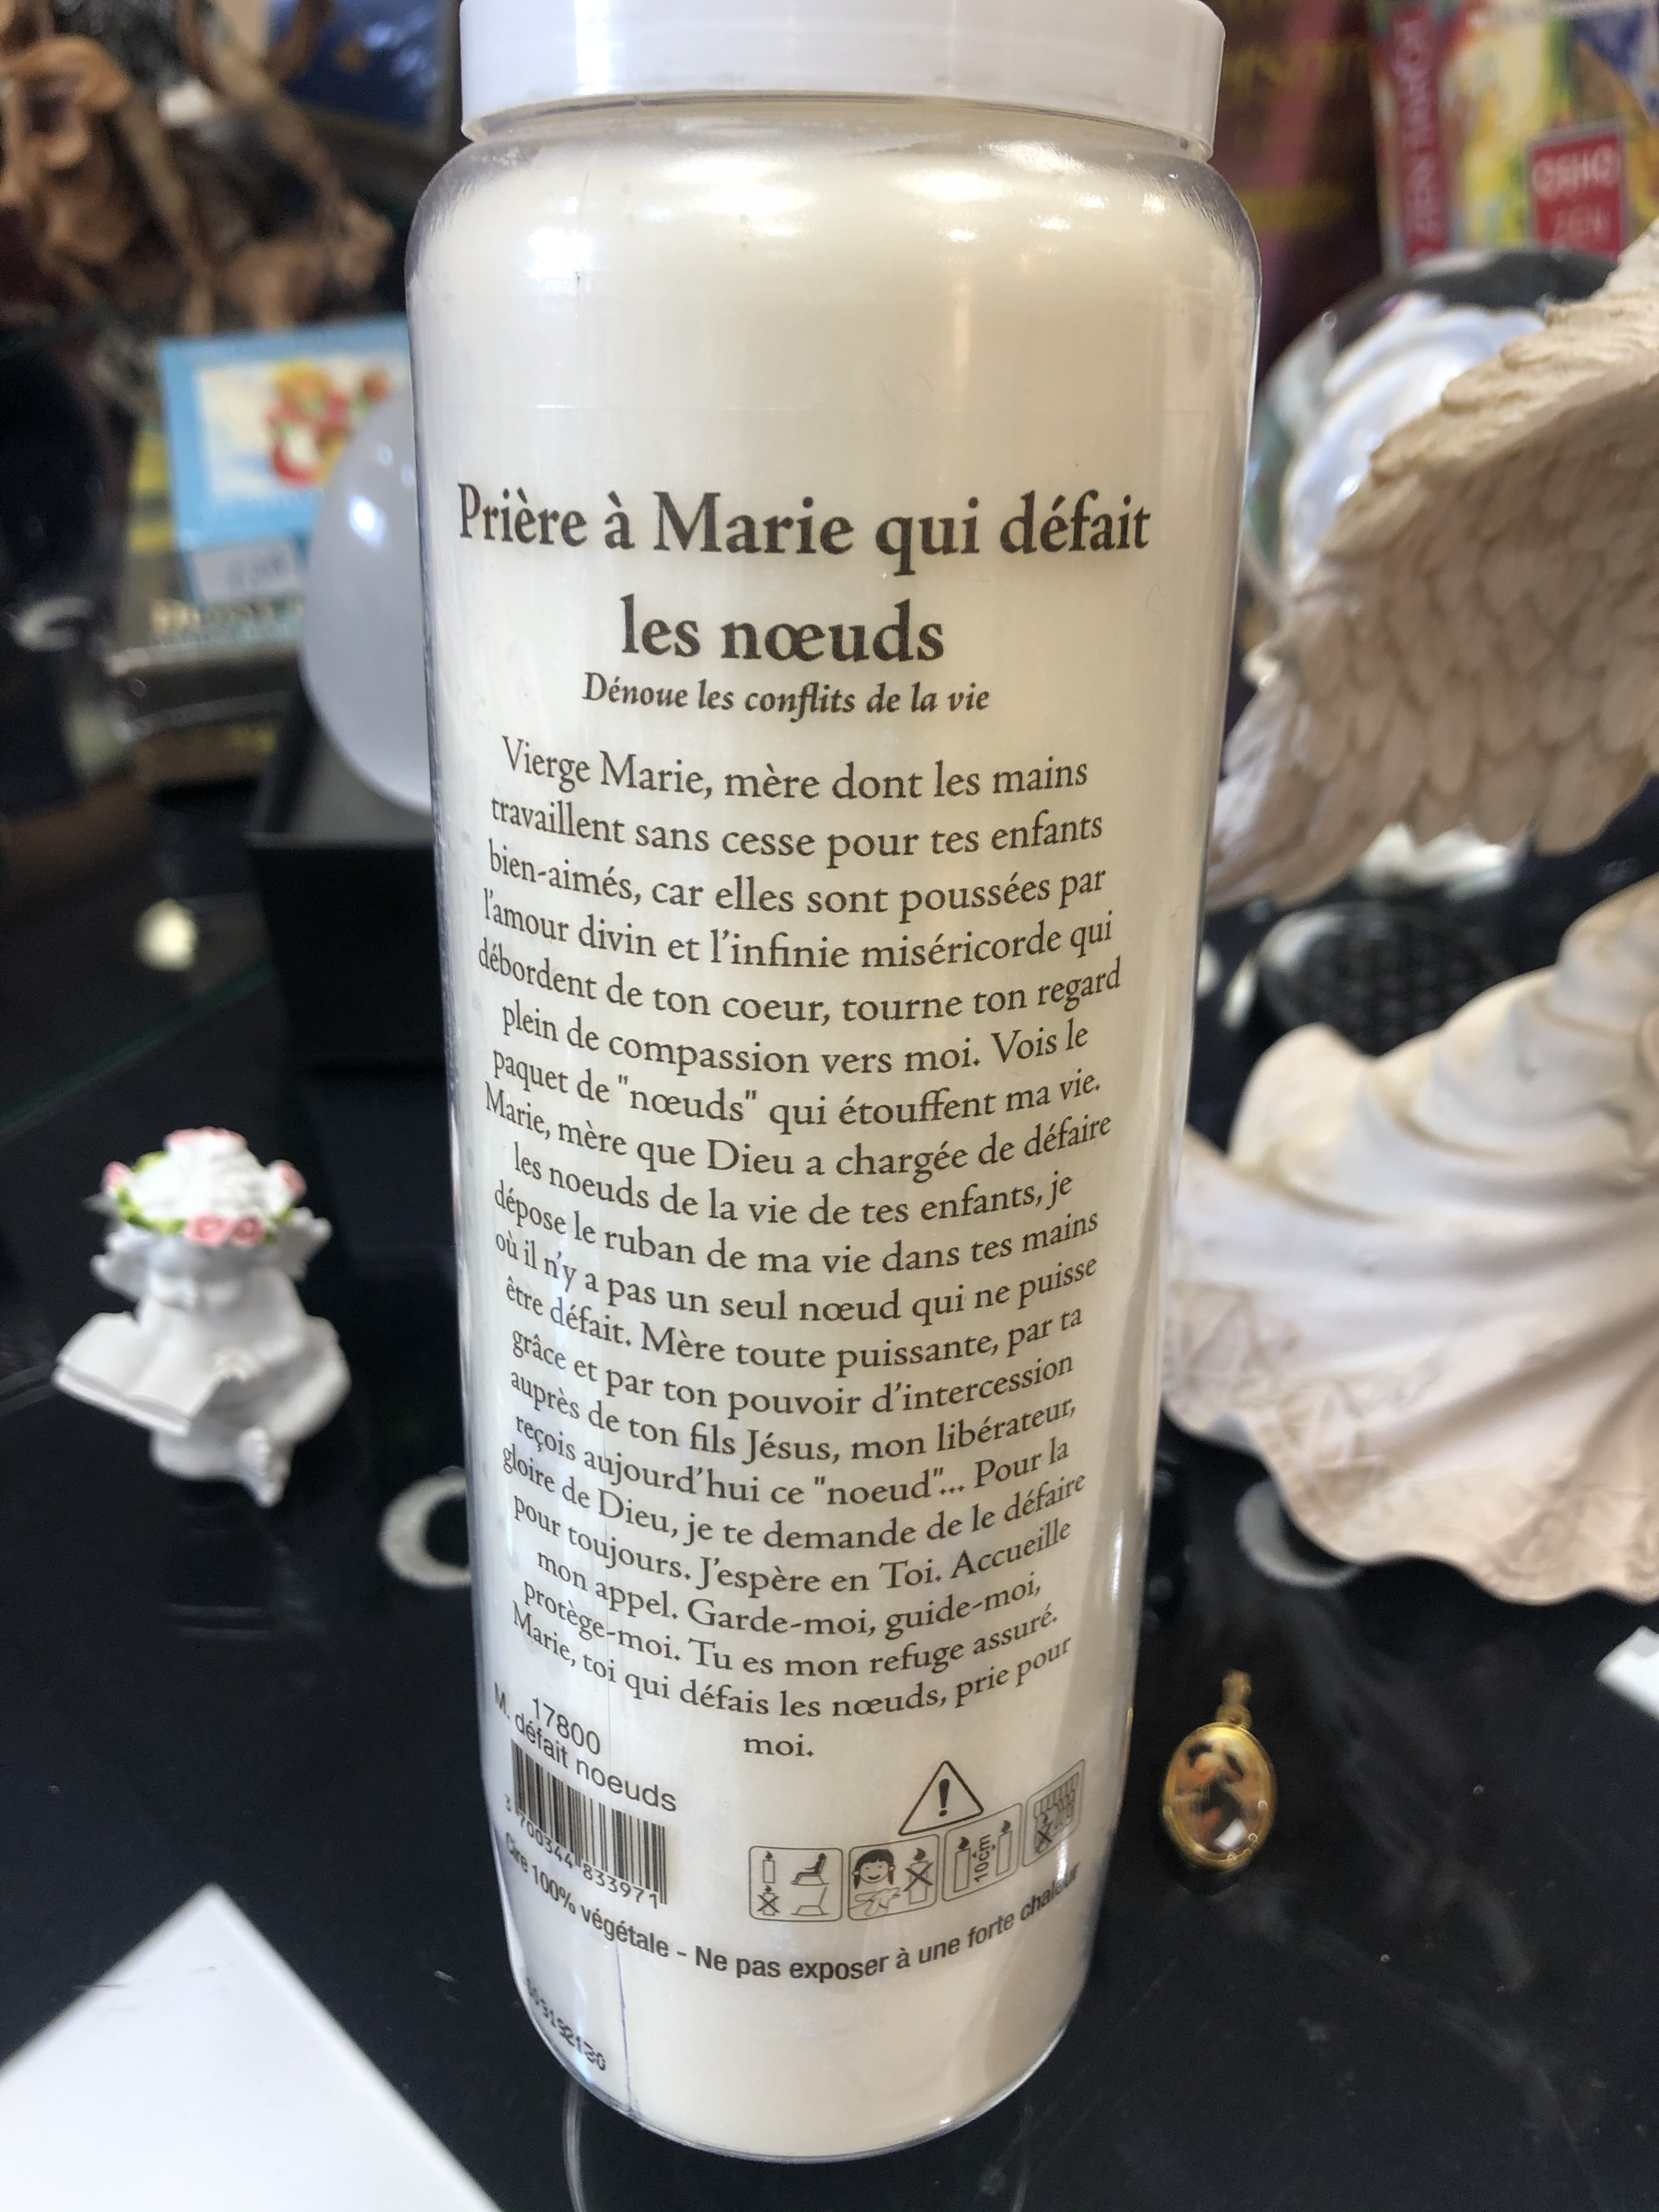 OSHO
ZEN
Prière à Marie qui défait
les nœuds
Dénoue les conflits de la vie
Vierge Marie, mère dont les mains
travaillent sans cesse pour tes enfants
bien-aimés, car elles sont poussées par
l'amour divin et l'infinie miséricorde qui
débordent de ton coeur, tourne ton regard
plein de compassion vers moi. Vois le
paquet de "nœuds" qui étouffent ma vie.
Marie, mère que Dieu a chargée de défaire
les noeuds de la vie de tes enfants, je
dépose le ruban de ma vie dans tes mains
où il n'y a pas un seul nœud qui ne puisse
être défait. Mère toute puissante, par ta
grâce et par ton pouvoir d'intercession
auprès de ton fils Jésus, mon libérateur,
reçois aujourd'hui ce "noeud"... Pour la
gloire de Dieu, je te demande de le défaire
pour toujours. J'espère en Toi. Accueille
mon appel. Garde-moi, guide-moi,
protège-moi. Tu es mon refuge assuré.
Marie, toi qui défais les nœuds, prie pour
moi.
17800
M. défait noeuds
3 700344 833971
10cm
Cire 100% végétale - Ne pas exposer à une forte chaleur